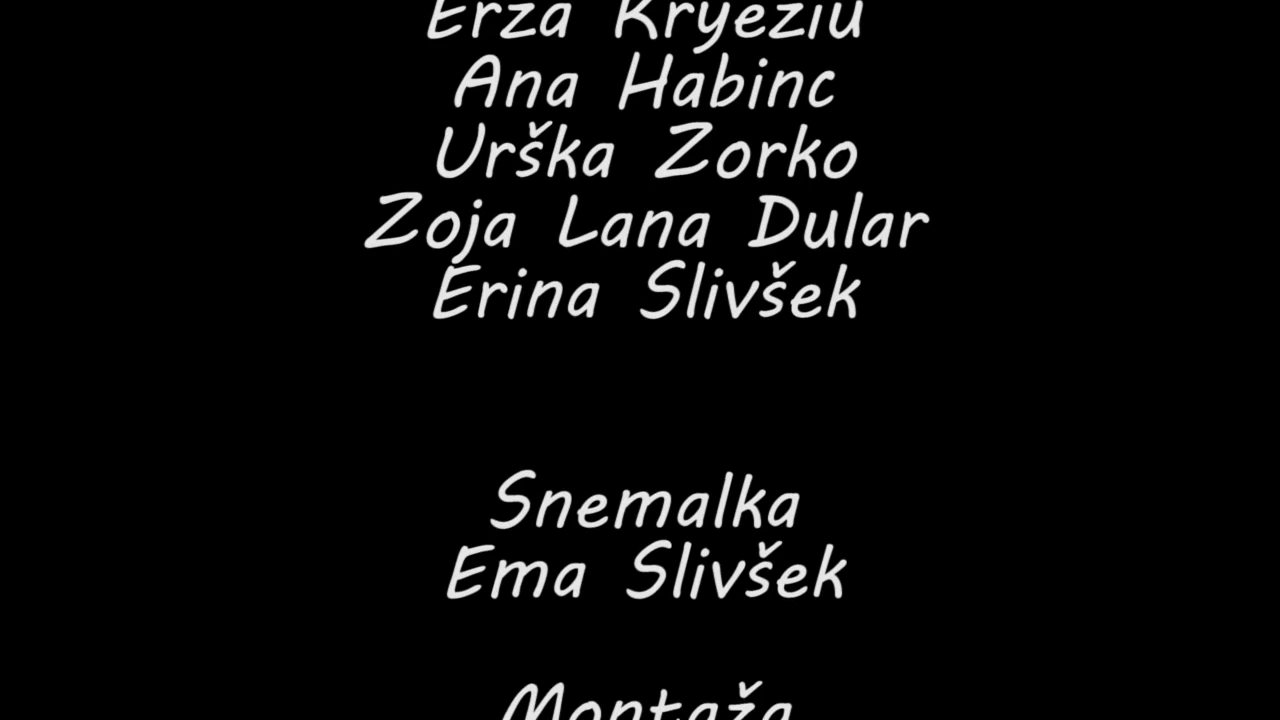 Erza Kryeziu
Ana Habinc
Urška Zorko
Zoja Lana Dular
Erina Slivšek
Snemalka
Ema Slivšek
Montaža